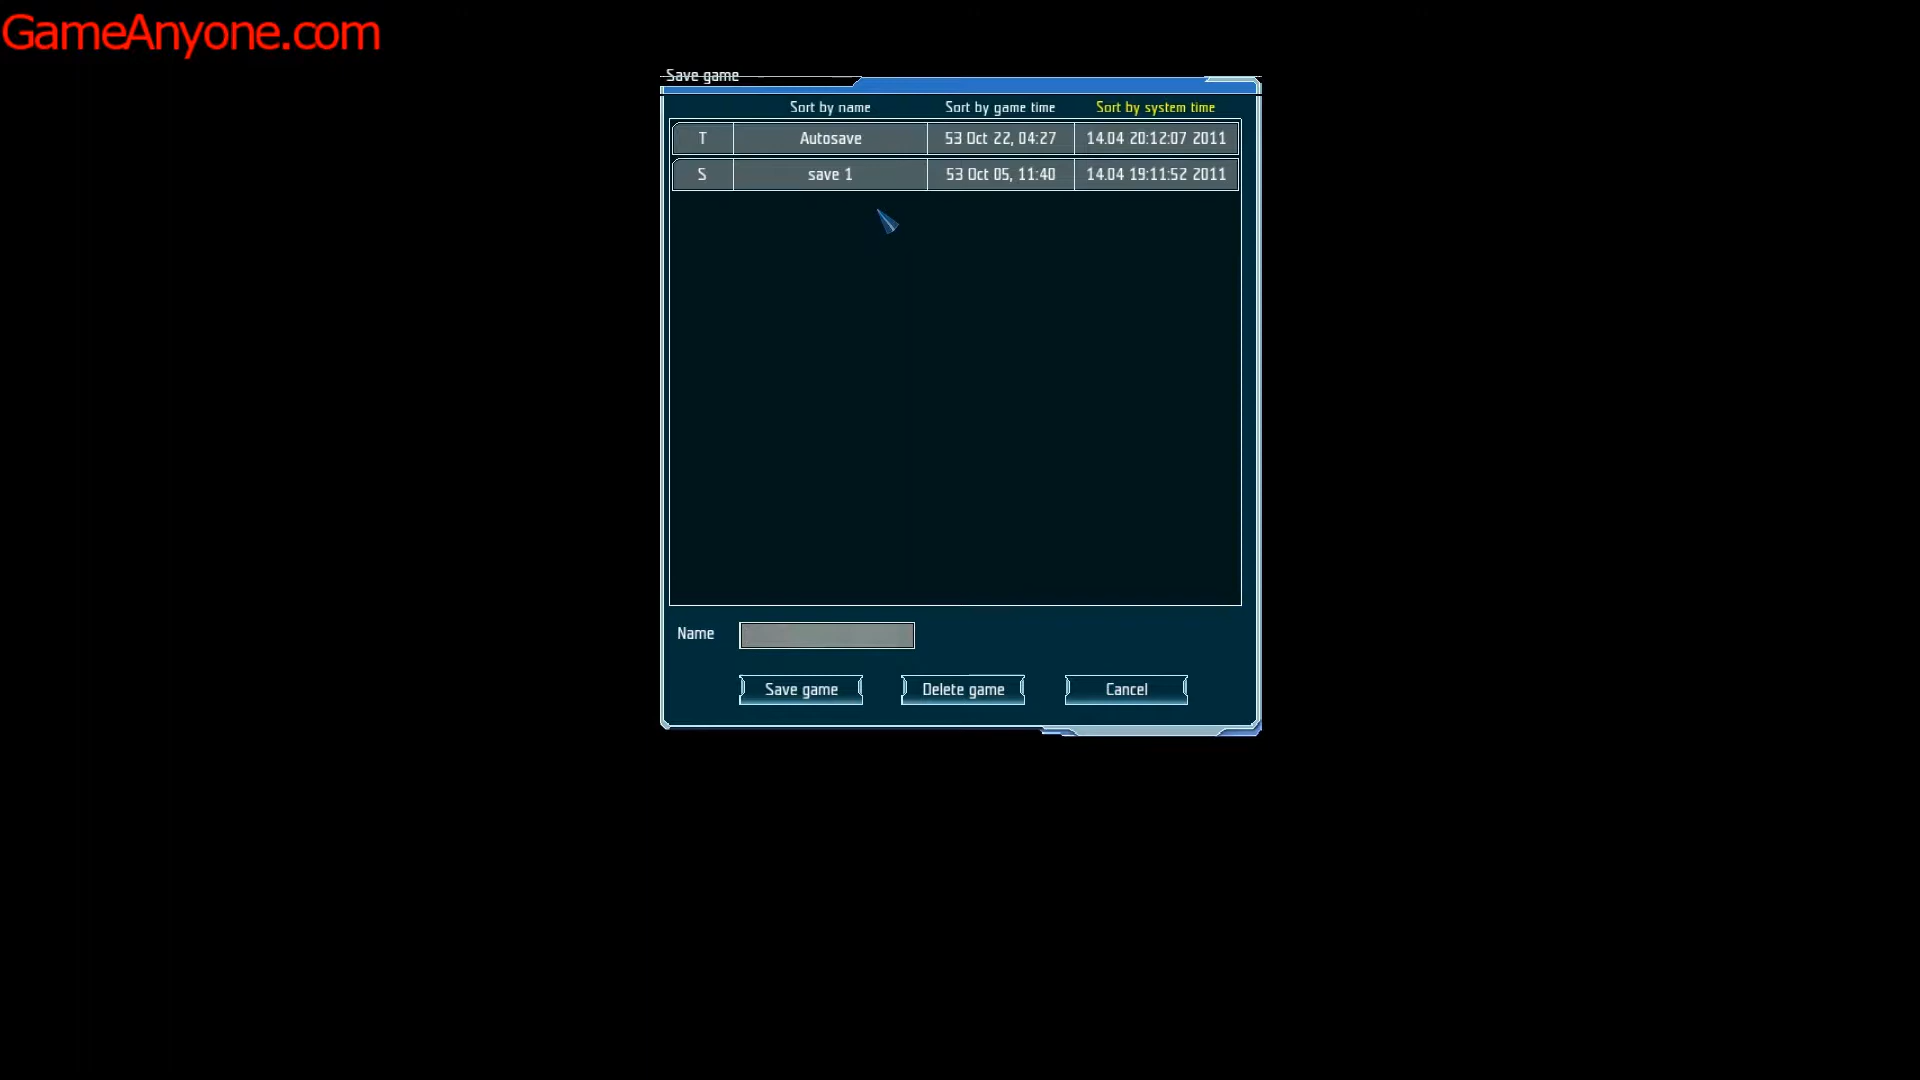 GameAnyone.com
Save game
Sort by name Sort by game time Sort by system time
T Autosave 53 Oct 22, 04:27 14.04 20:12:07 2011
S save 1 53 Oct 05, 11:40 14.04 19:11:52 2011
Name
Save game Delete game Cancel